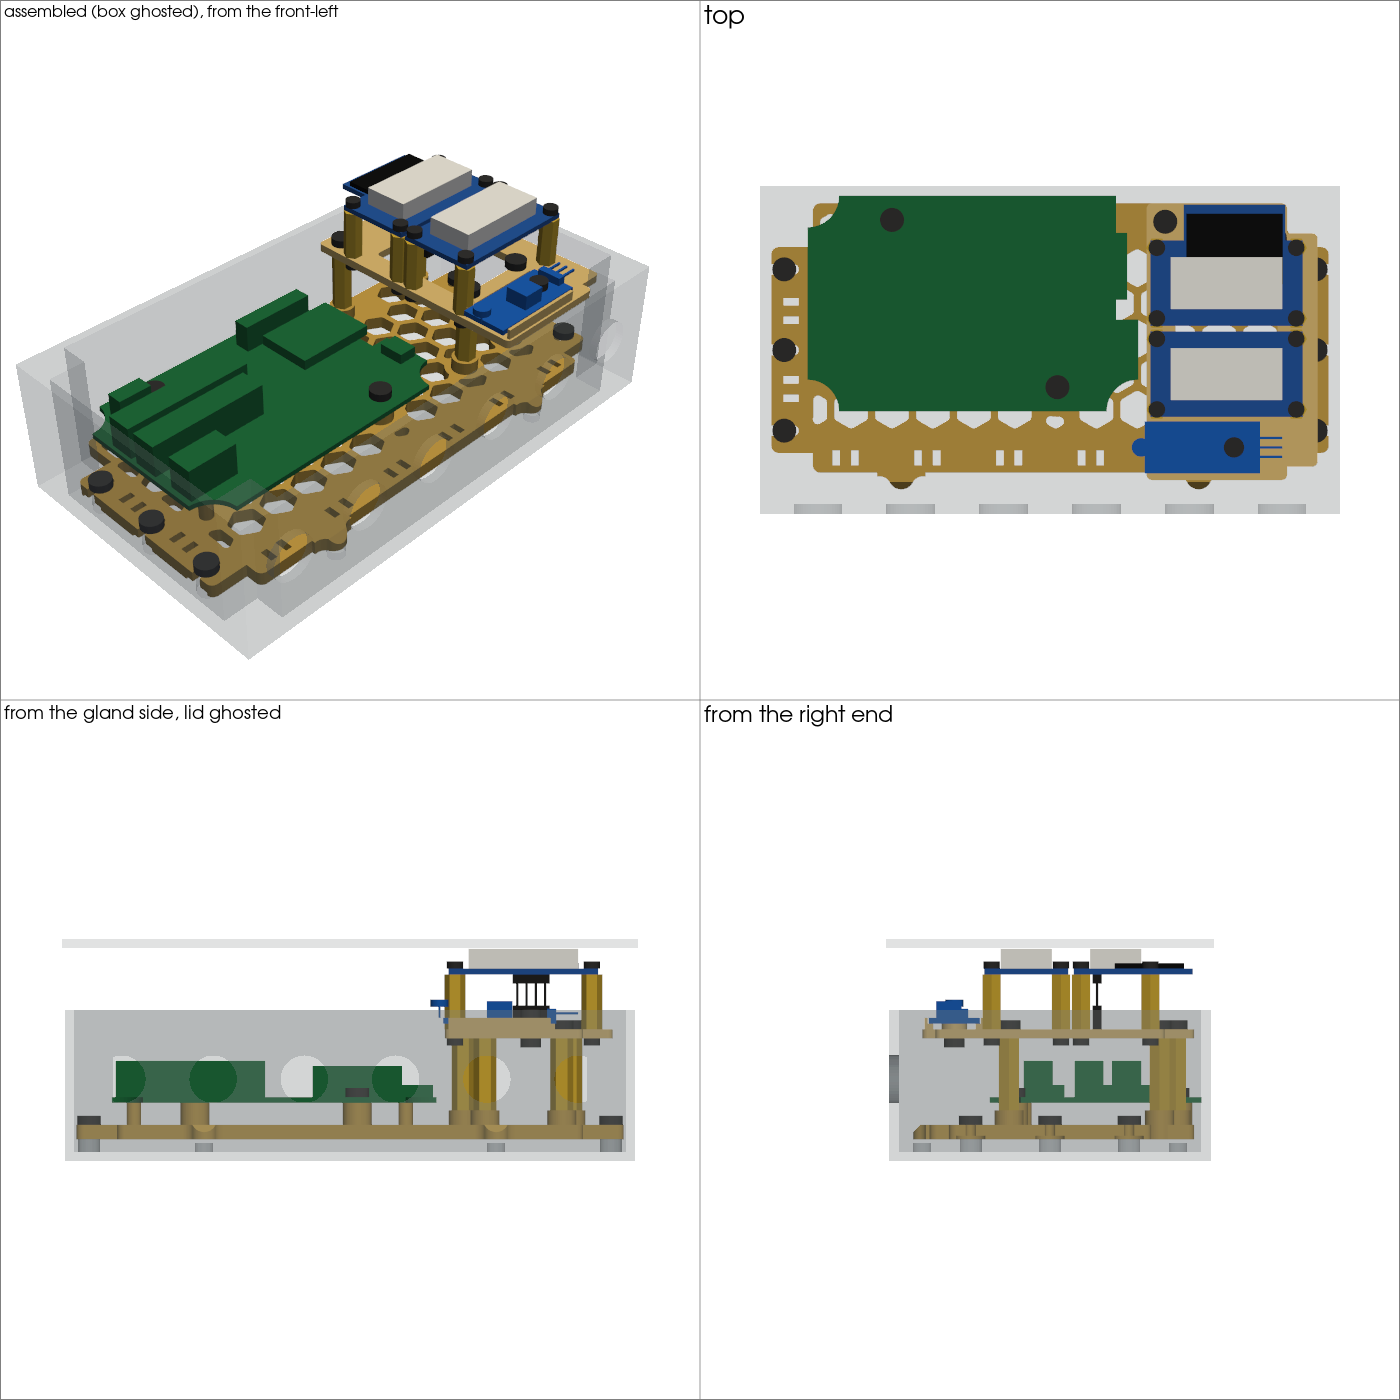 assembled (box ghosted), from the front-left
top
from the gland side, lid ghosted
from the right end